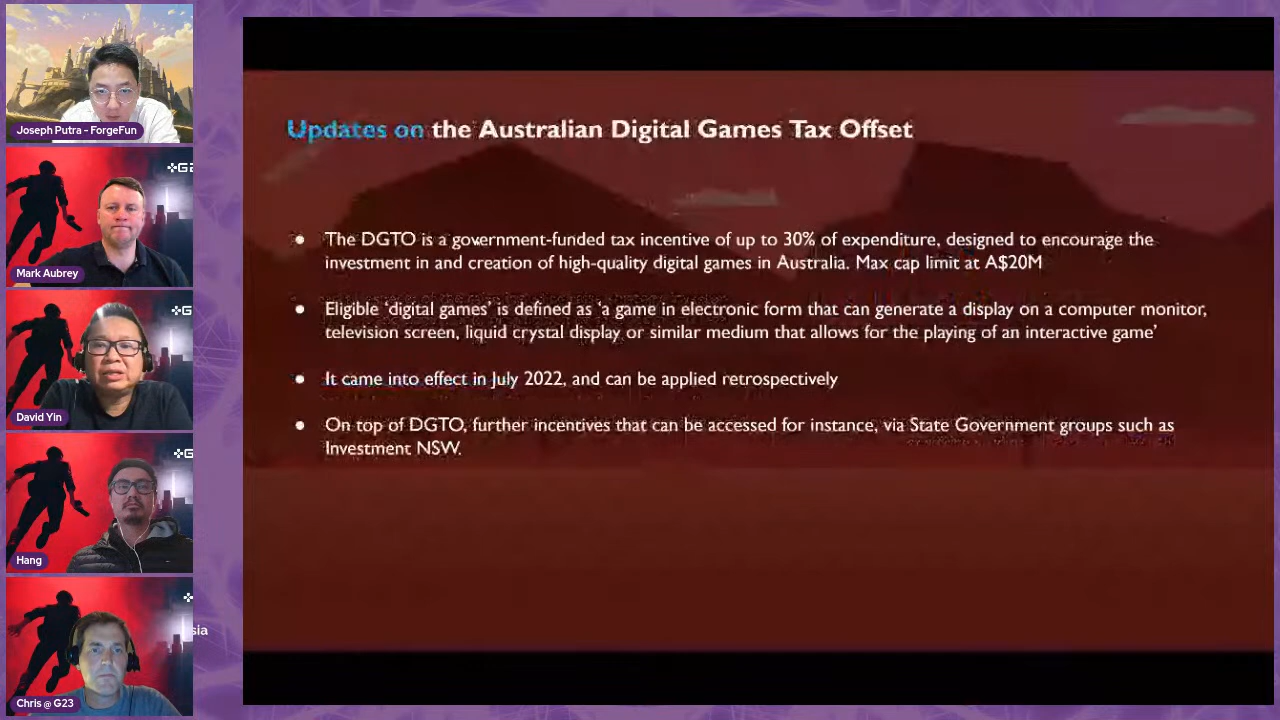 Joseph Putra - ForgeFun
Mark Aubrey
David Yin
Hang
Chris @ G23
Updates on the Australian Digital Games Tax Offset
● The DGTO is a government-funded tax incentive of up to 30% of expenditure, designed to encourage the
investment in and creation of high-quality digital games in Australia. Max cap limit at A$20M
● Eligible ‘digital games’ is defined as ‘a game in electronic form that can generate a display on a computer monitor,
television screen, liquid crystal display or similar medium that allows for the playing of an interactive game’
● It came into effect in July 2022, and can be applied retrospectively
● On top of DGTO, further incentives that can be accessed for instance, via State Government groups such as
Investment NSW.